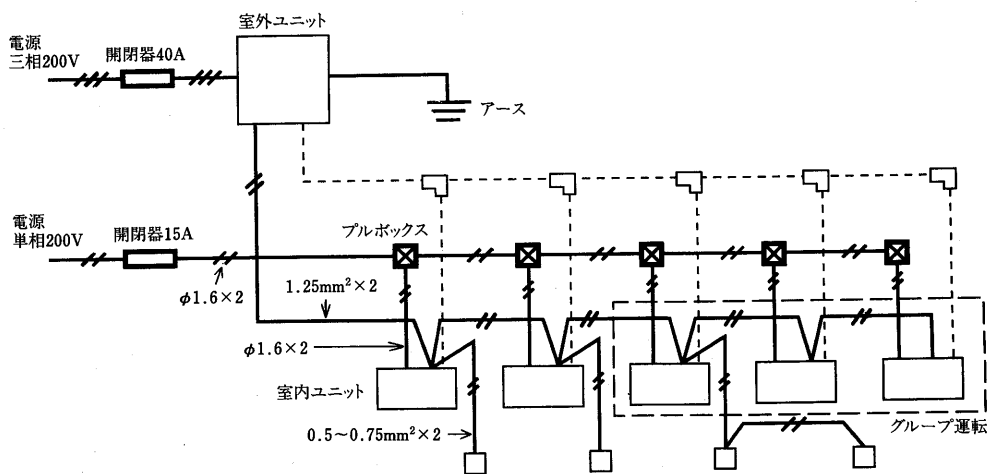 室外ユニット
電源
三相200V
開閉器40A
アース
電源
単相200V
開閉器15A
プルボックス
φ1.6×2
1.25mm²×2
φ1.6×2
室内ユニット
グループ運転
0.5~0.75mm²×2